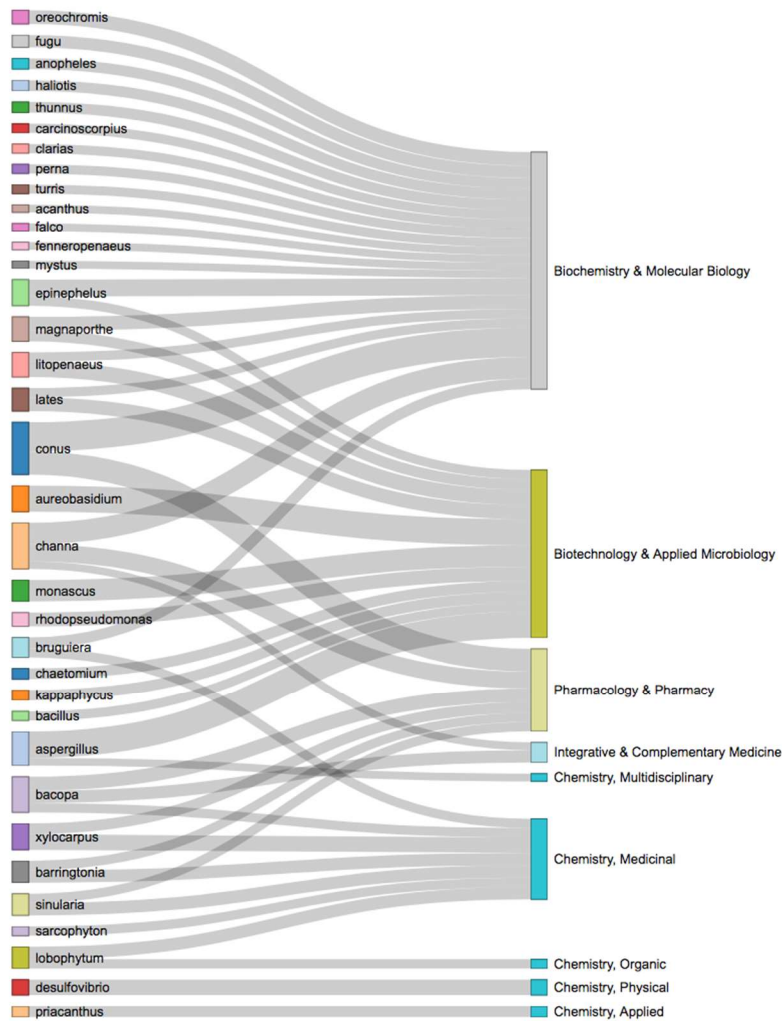 oreochromis
fugu
anopheles
haliotis
thunnus
carcinoscorpius
clarias
perna
turris
acanthus
falco
fenneropenaeus
mystus
epinephelus
magnaporthe
litopenaeus
lates
conus
aureobasidium
channa
monascus
rhodopseudomonas
bruguiera
chaetomium
kappaphycus
bacillus
aspergillus
bacopa
xylocarpus
barringtonia
sinularia
sarcophyton
lobophytum
desulfovibrio
priacanthus
Biochemistry & Molecular Biology
Biotechnology & Applied Microbiology
Pharmacology & Pharmacy
Integrative & Complementary Medicine
Chemistry, Multidisciplinary
Chemistry, Medicinal
Chemistry, Organic
Chemistry, Physical
Chemistry, Applied